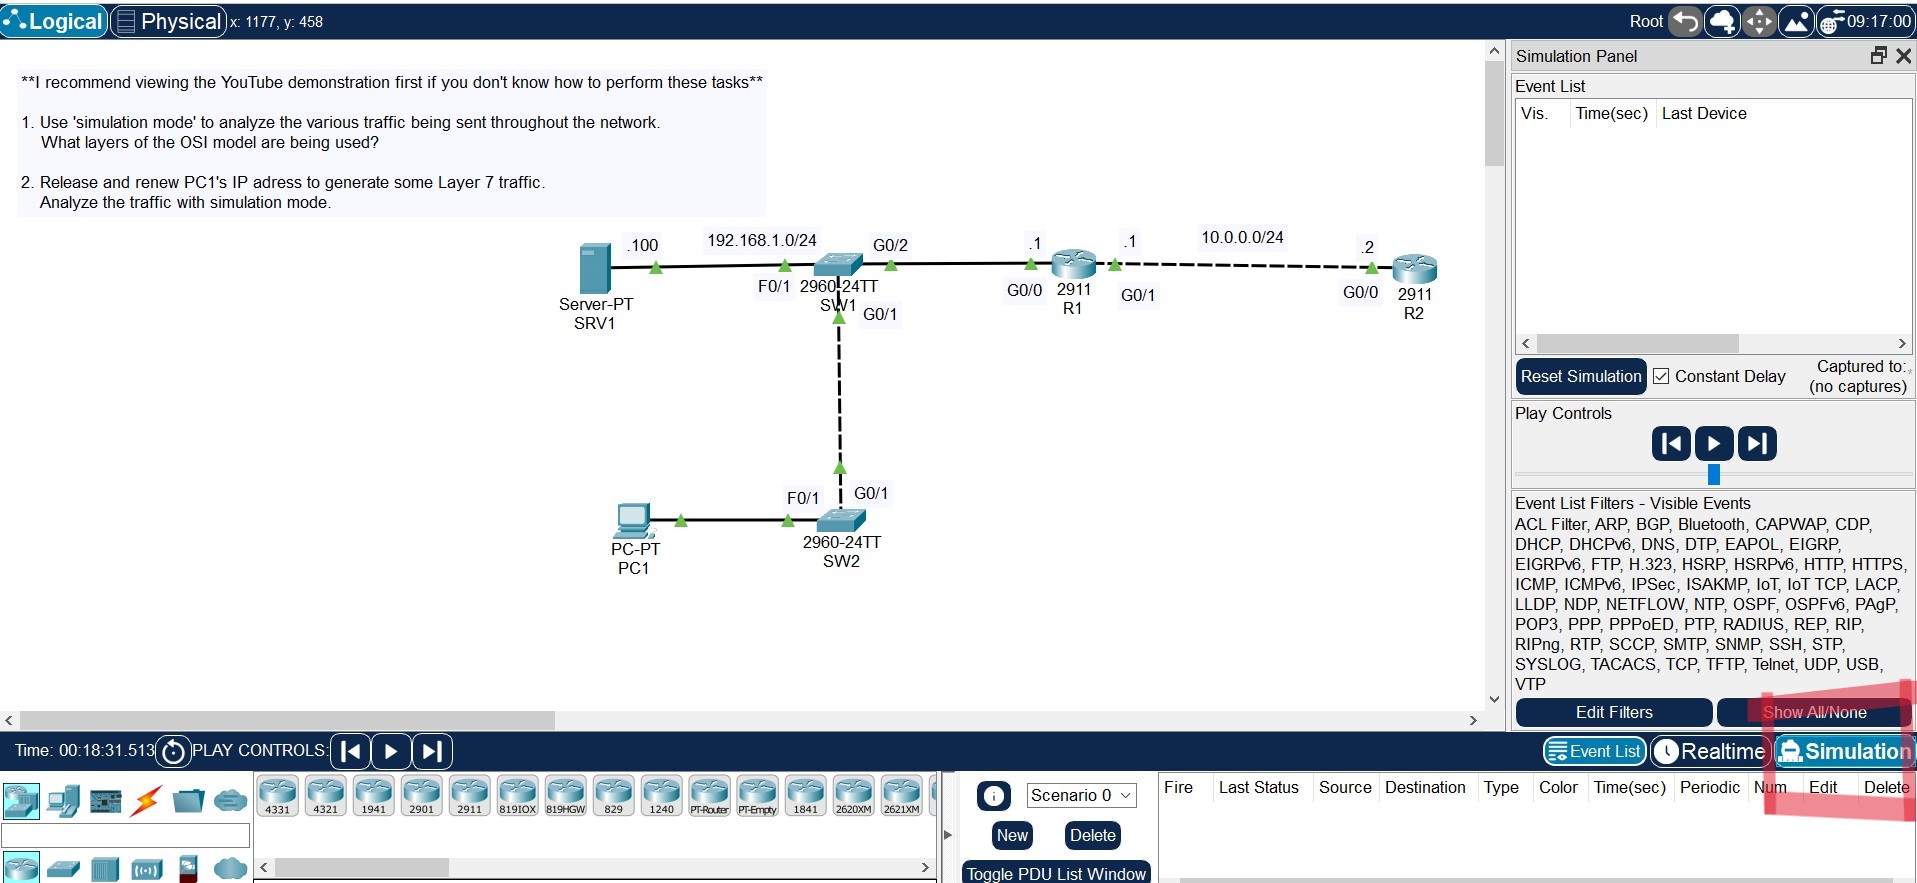 Logical
Physical
x: 1177, y: 458
Root
09:17:00
**I recommend viewing the YouTube demonstration first if you don't know how to perform these tasks**
1. Use 'simulation mode' to analyze the various traffic being sent throughout the network.
What layers of the OSI model are being used?
2. Release and renew PC1's IP adress to generate some Layer 7 traffic.
Analyze the traffic with simulation mode.
.100
192.168.1.0/24
G0/2
.1
.1
10.0.0.0/24
.2
F0/1
2960-24TT
SW1
G0/1
G0/0
2911
R1
G0/1
G0/0
2911
R2
Server-PT
SRV1
F0/1
G0/1
PC-PT
PC1
2960-24TT
SW2
Simulation Panel
Event List
Vis.
Time(sec)
Last Device
Reset Simulation
Constant Delay
Captured to:
(no captures)
Play Controls
Event List Filters - Visible Events
ACL Filter, ARP, BGP, Bluetooth, CAPWAP, CDP,
DHCP, DHCPv6, DNS, DTP, EAPOL, EIGRP,
EIGRPv6, FTP, H.323, HSRP, HSRPv6, HTTP, HTTPS,
ICMP, ICMPv6, IPSec, ISAKMP, IoT, IoT TCP, LACP,
LLDP, NDP, NETFLOW, NTP, OSPF, OSPFv6, PAgP,
POP3, PPP, PPPoED, PTP, RADIUS, REP, RIP,
RIPng, RTP, SCCP, SMTP, SNMP, SSH, STP,
SYSLOG, TACACS, TCP, TFTP, Telnet, UDP, USB,
VTP
Edit Filters
Show All/None
Time: 00:18:31.513
PLAY CONTROLS:
Event List
Realtime
Simulation
4331
4321
1941
2901
2911
819IOX
819HGW
829
1240
PT-Router
PT-Empty
1841
2620XM
2621XM
Scenario 0
New
Delete
Toggle PDU List Window
Fire
Last Status
Source
Destination
Type
Color
Time(sec)
Periodic
Num
Edit
Delete